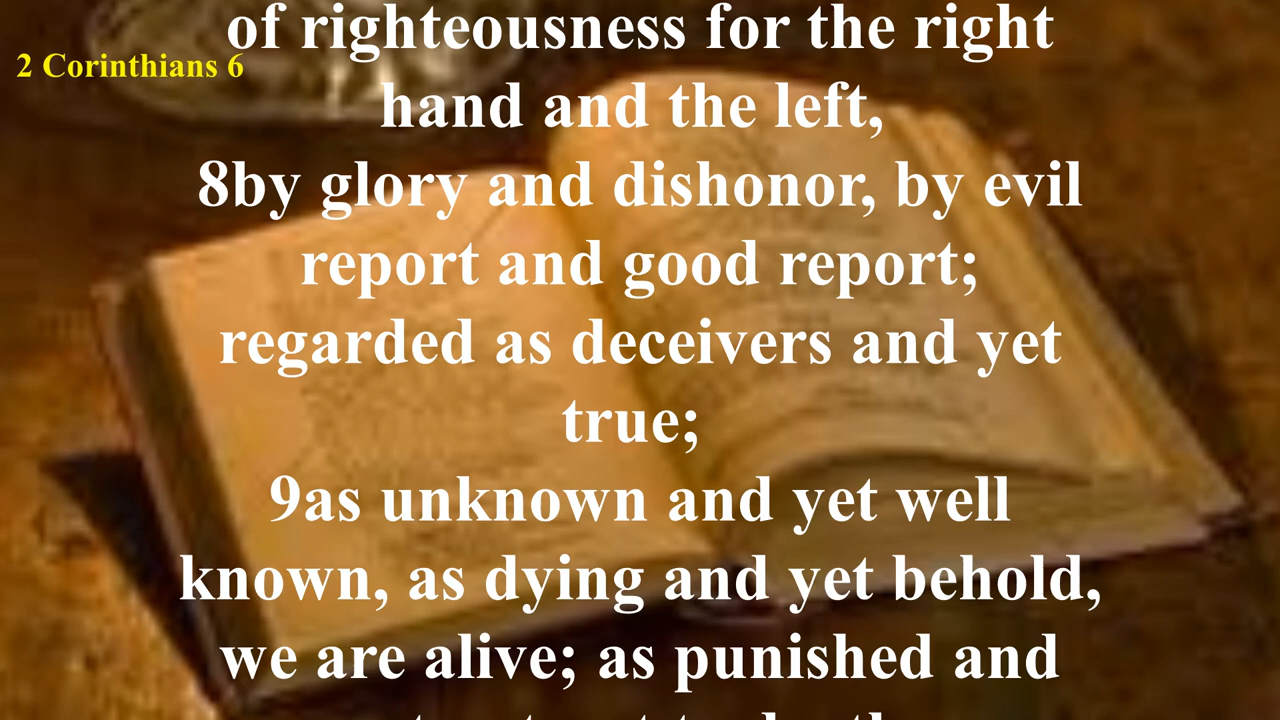 of righteousness for the right
2 Corinthians 6
hand and the left,
8by glory and dishonor, by evil
report and good report;
regarded as deceivers and yet
true;
9as unknown and yet well
known, as dying and yet behold,
we are alive; as punished and